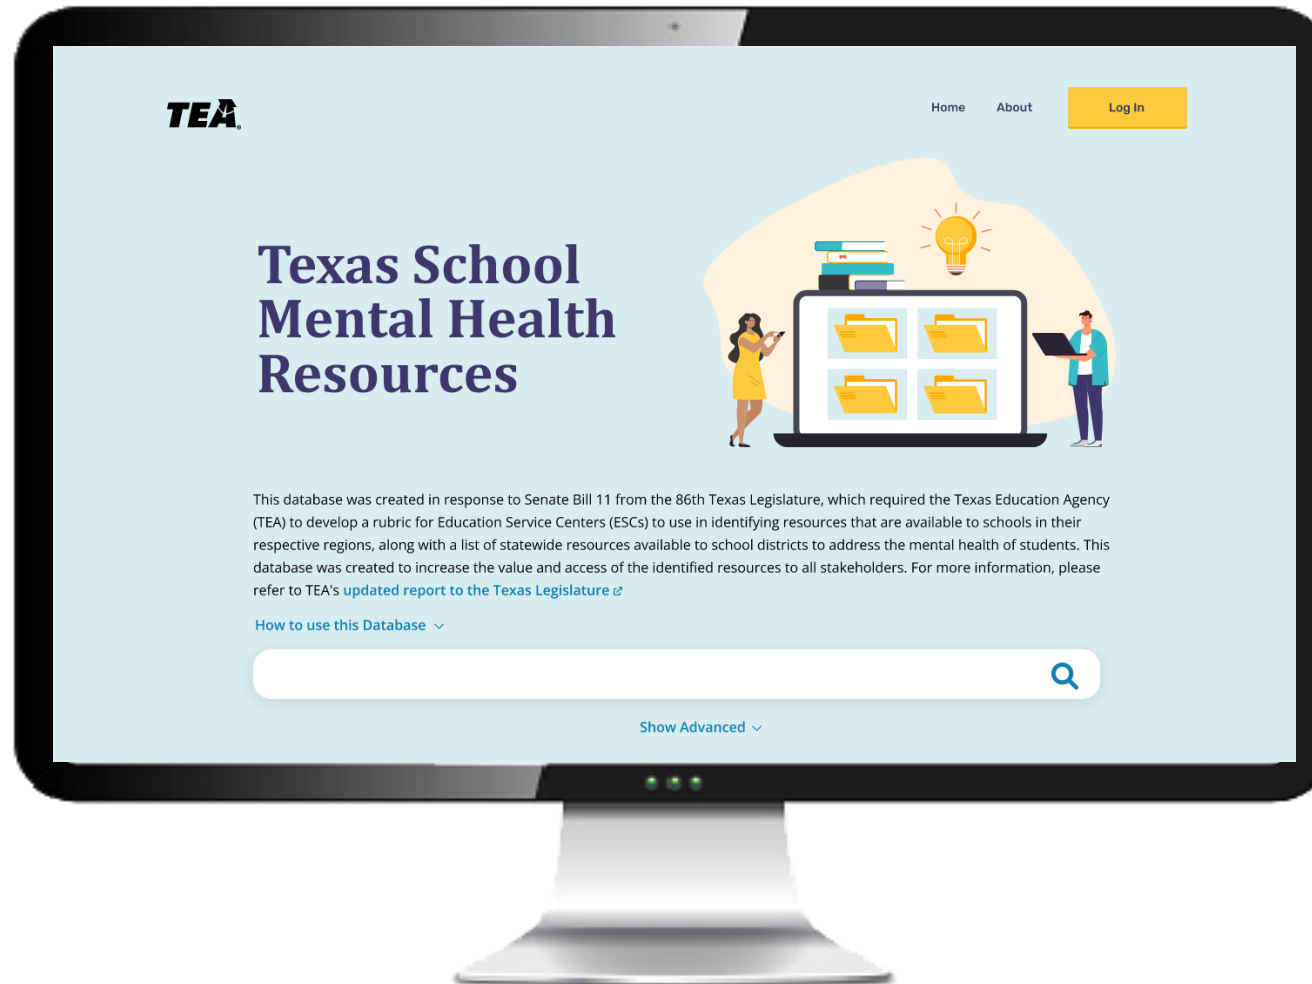 TEA
Home About Log In
Texas School
Mental Health
Resources
This database was created in response to Senate Bill 11 from the 86th Texas Legislature, which required the Texas Education Agency
(TEA) to develop a rubric for Education Service Centers (ESCs) to use in identifying resources that are available to schools in their
respective regions, along with a list of statewide resources available to school districts to address the mental health of students. This
database was created to increase the value and access of the identified resources to all stakeholders. For more information, please
refer to TEA's updated report to the Texas Legislature
How to use this Database
Show Advanced